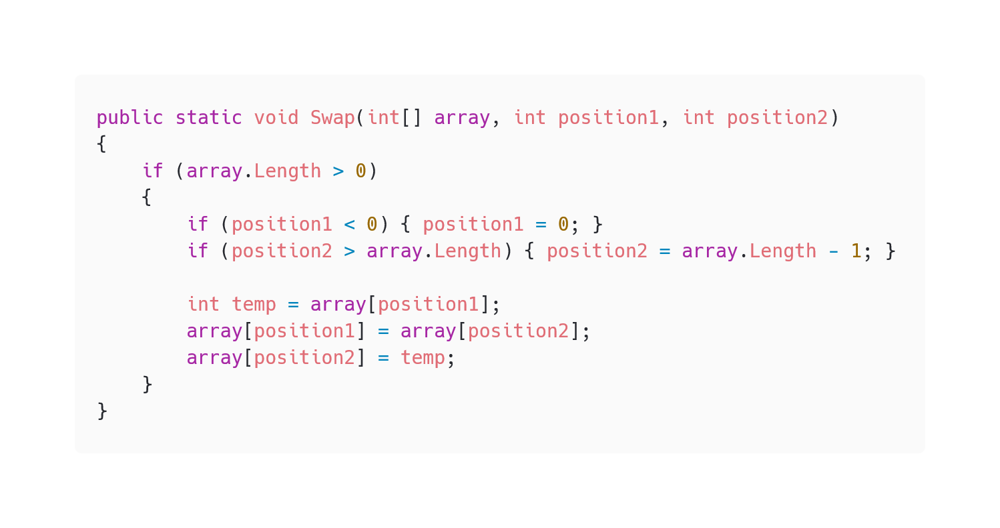 public static void Swap(int[] array, int position1, int position2)
{
    if (array.Length > 0)
    {
        if (position1 < 0) { position1 = 0; }
        if (position2 > array.Length) { position2 = array.Length - 1; }

        int temp = array[position1];
        array[position1] = array[position2];
        array[position2] = temp;
    }
}